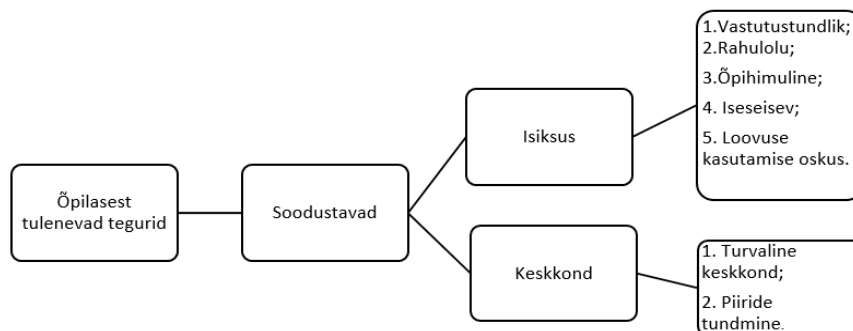 Õpilasest
tulenevad tegurid
Soodustavad
Isiksus
1.Vastutustundlik;
2.Rahulolu;
3.Õpihimuline;
4. Iseseisev;
5. Loovuse
kasutamise oskus.
Keskkond
1. Turvaline
keskkond;
2. Piiride
tundmine.